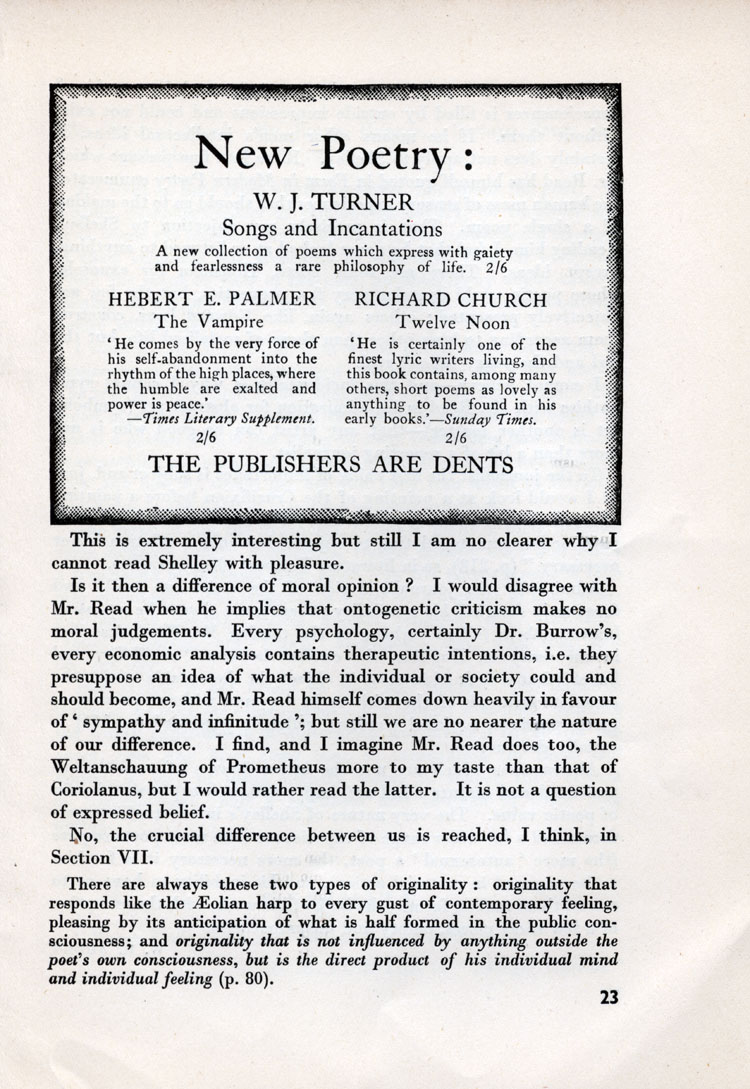 New Poetry:
W. J. TURNER
Songs and Incantations
A new collection of poems which express with gaiety
and fearlessness a rare philosophy of life. 2/6
HEBERT E. PALMER
The Vampire
‘He comes by the very force of
his self-abandonment into the
rhythm of the high places, where
the humble are exalted and
power is peace.’
—Times Literary Supplement.
2/6
RICHARD CHURCH
Twelve Noon
‘He is certainly one of the
finest lyric writers living, and
this book contains, among many
others, short poems as lovely as
anything to be found in his
early books.’—Sunday Times.
2/6
THE PUBLISHERS ARE DENTS
This is extremely interesting but still I am no clearer why I
cannot read Shelley with pleasure.
Is it then a difference of moral opinion ? I would disagree with
Mr. Read when he implies that ontogenetic criticism makes no
moral judgements. Every psychology, certainly Dr. Burrow's,
every economic analysis contains therapeutic intentions, i.e. they
presuppose an idea of what the individual or society could and
should become, and Mr. Read himself comes down heavily in favour
of ‘ sympathy and infinitude ’; but still we are no nearer the nature
of our difference. I find, and I imagine Mr. Read does too, the
Weltanschauung of Prometheus more to my taste than that of
Coriolanus, but I would rather read the latter. It is not a question
of expressed belief.
No, the crucial difference between us is reached, I think, in
Section VII.
There are always these two types of originality : originality that
responds like the Æolian harp to every gust of contemporary feeling,
pleasing by its anticipation of what is half formed in the public con-
sciousness; and originality that is not influenced by anything outside the
poet's own consciousness, but is the direct product of his individual mind
and individual feeling (p. 80).
23